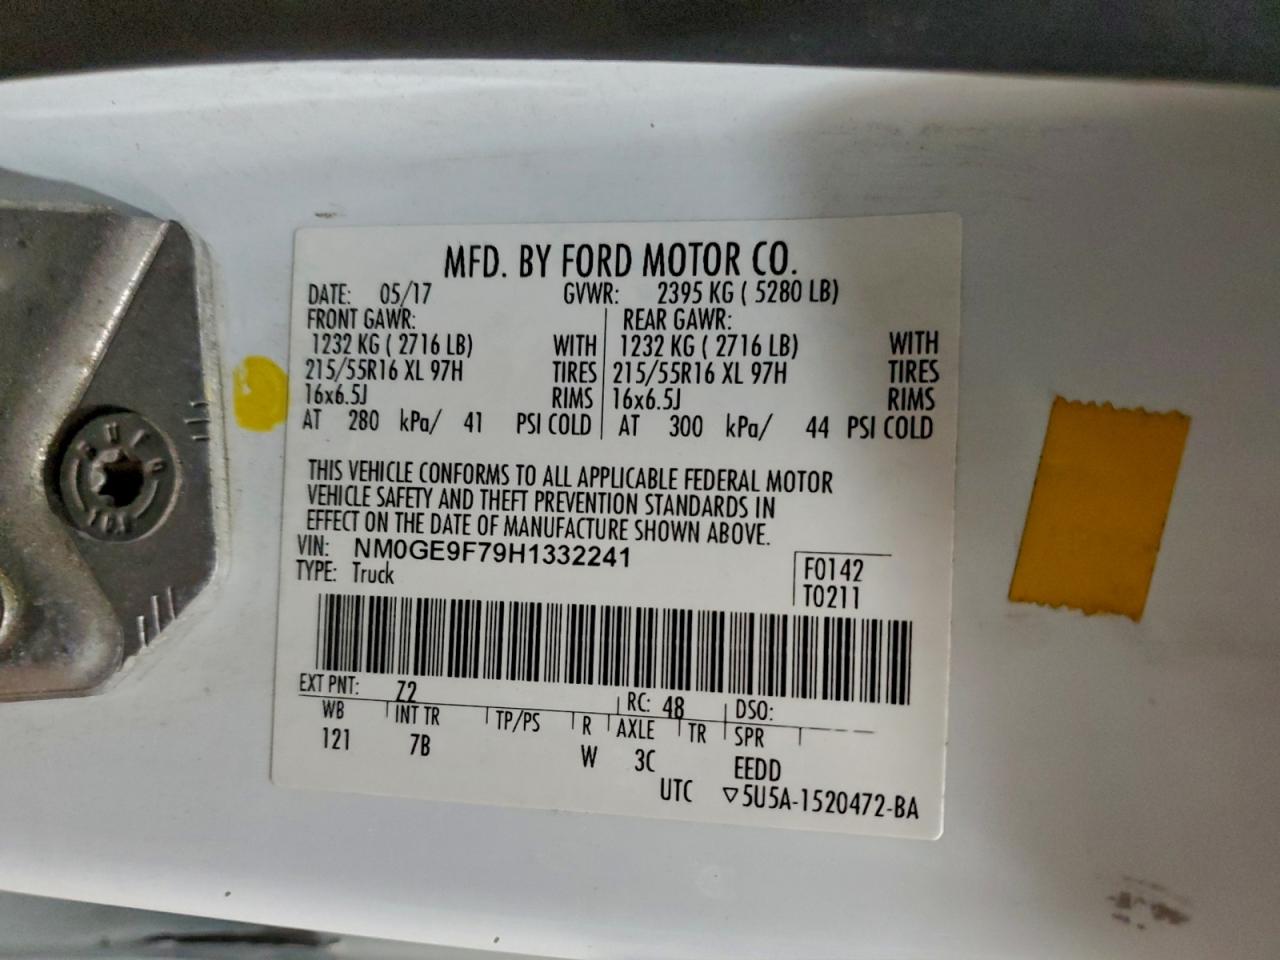 MFD. BY FORD MOTOR CO.
DATE: 05/17 GVWR: 2395 KG ( 5280 LB)
FRONT GAWR: REAR GAWR:
1232 KG ( 2716 LB) WITH 1232 KG ( 2716 LB) WITH
215/55R16 XL 97H TIRES 215/55R16 XL 97H TIRES
16x6.5J RIMS 16x6.5J RIMS
AT 280 kPa/ 41 PSI COLD AT 300 kPa/ 44 PSI COLD
THIS VEHICLE CONFORMS TO ALL APPLICABLE FEDERAL MOTOR
VEHICLE SAFETY AND THEFT PREVENTION STANDARDS IN
EFFECT ON THE DATE OF MANUFACTURE SHOWN ABOVE.
VIN: NM0GE9F79H1332241
TYPE: Truck
F0142
T0211
EXT PNT: Z2 RC: 48 DSO:
WB INT TR TP/PS R AXLE TR SPR
121 7B W 3C EEDD
UTC ▽5U5A-1520472-BA